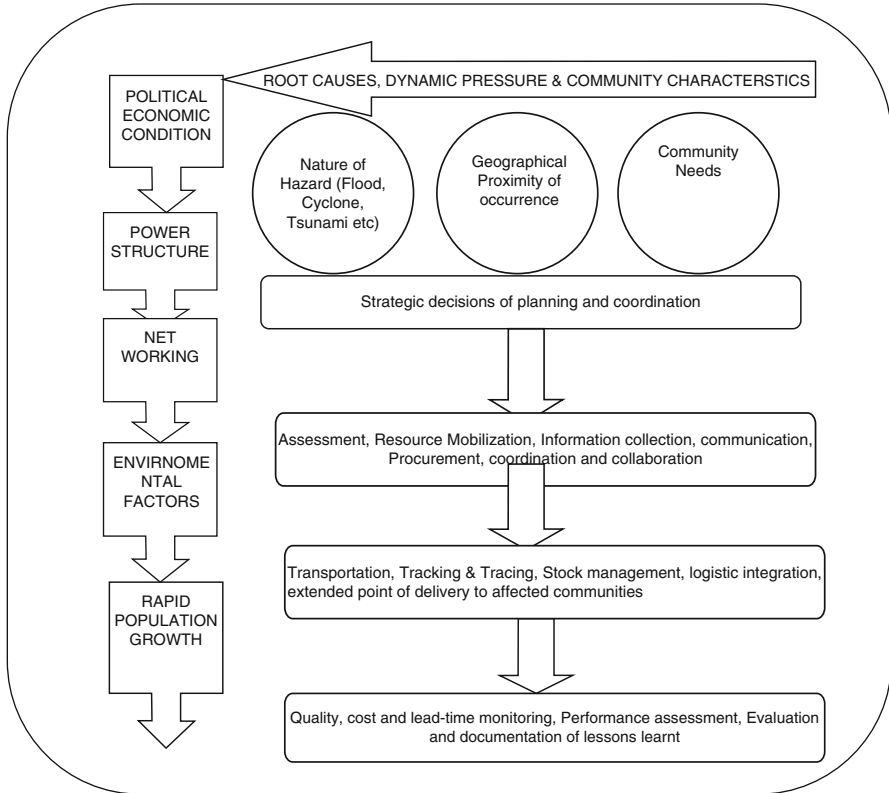 ROOT CAUSES, DYNAMIC PRESSURE & COMMUNITY CHARACTERSTICS
POLITICAL
ECONOMIC
CONDITION
POWER
STRUCTURE
NET
WORKING
ENVIRNOME
NTAL
FACTORS
RAPID
POPULATION
GROWTH
Nature of
Hazard (Flood,
Cyclone,
Tsunami etc)
Geographical
Proximity of
occurrence
Community
Needs
Strategic decisions of planning and coordination
Assessment, Resource Mobilization, Information collection, communication,
Procurement, coordination and collaboration
Transportation, Tracking & Tracing, Stock management, logistic integration,
extended point of delivery to affected communities
Quality, cost and lead-time monitoring, Performance assessment, Evaluation
and documentation of lessons learnt